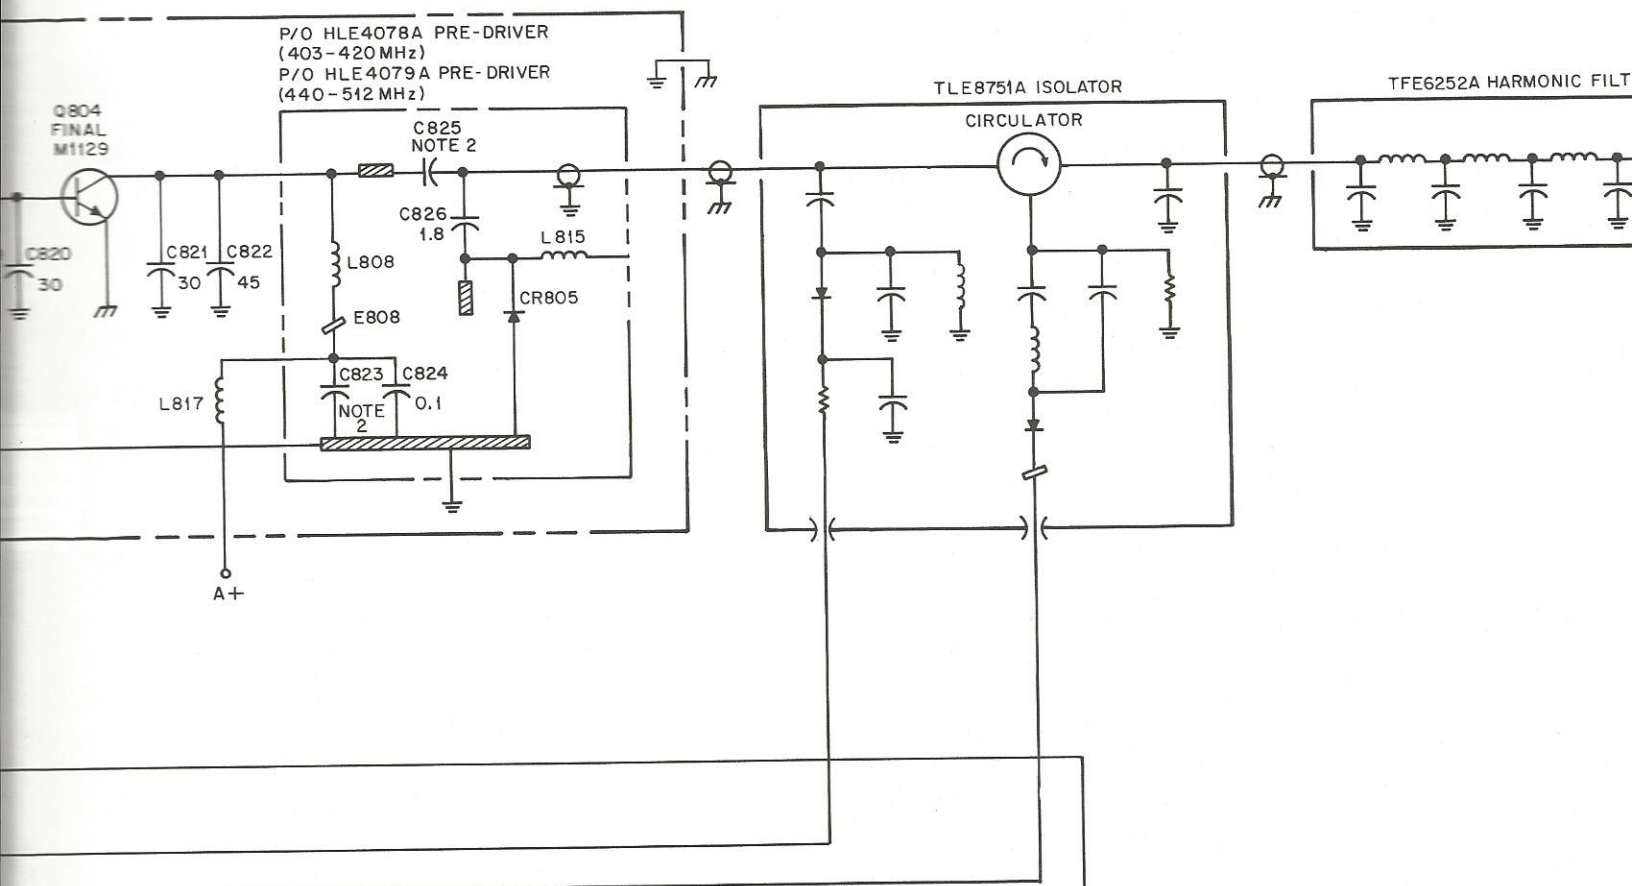 P/O HLE4078A PRE-DRIVER
(403-420MHz)
P/O HLE4079A PRE-DRIVER
(440-512MHz)
TLE8751A ISOLATOR
TFE6252A HARMONIC FILT
CIRCULATOR
Q804
FINAL
M1129
C825
NOTE 2
C826
1.8
L815
C820
30
C821
30
C822
45
L808
CR805
E808
C823
NOTE
2
C824
0.1
L817
A+